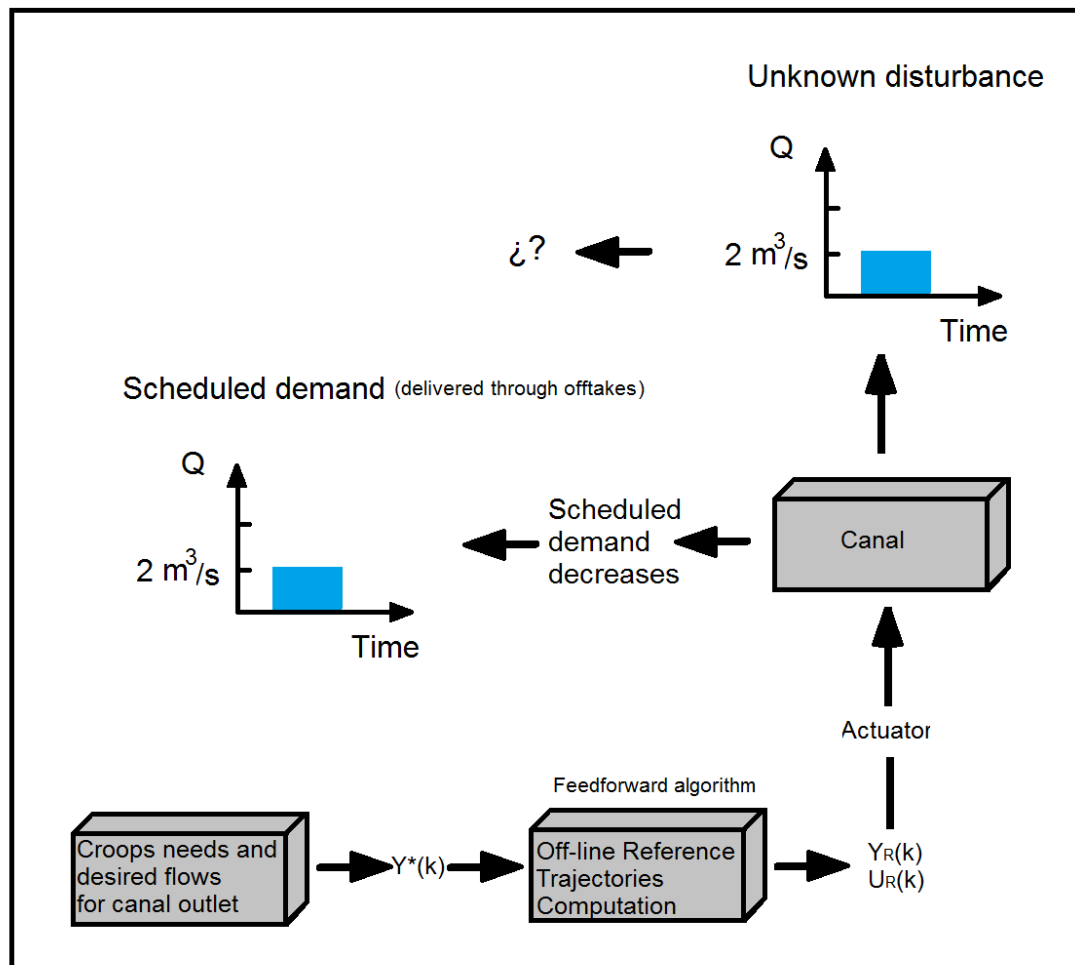 Unknown disturbance
Q
2 m³/s
¿?
Time
Scheduled demand (delivered through offtakes)
Q
2 m³/s
Time
Scheduled
demand
decreases
Canal
Actuator
Feedforward algorithm
Croops needs and
desired flows
for canal outlet
Y*(k)
Off-line Reference
Trajectories
Computation
YR(k)
UR(k)